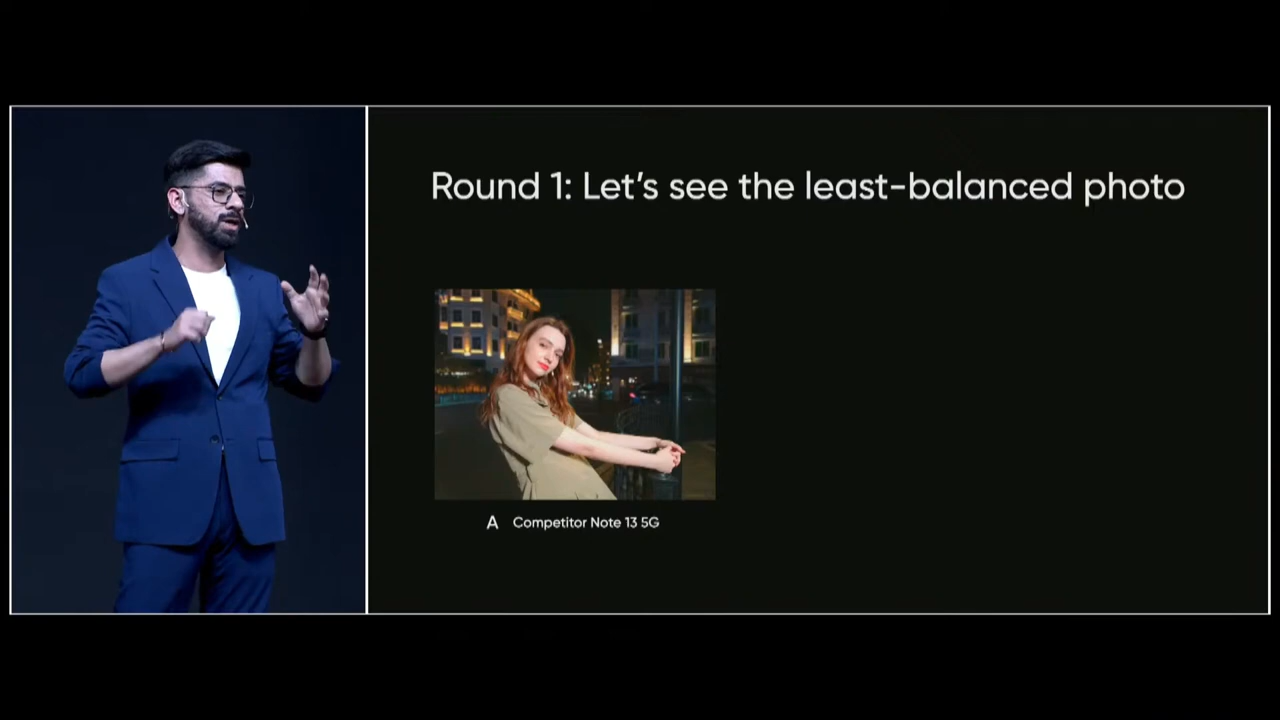 Round 1: Let's see the least-balanced photo
A Competitor Note 13 5G